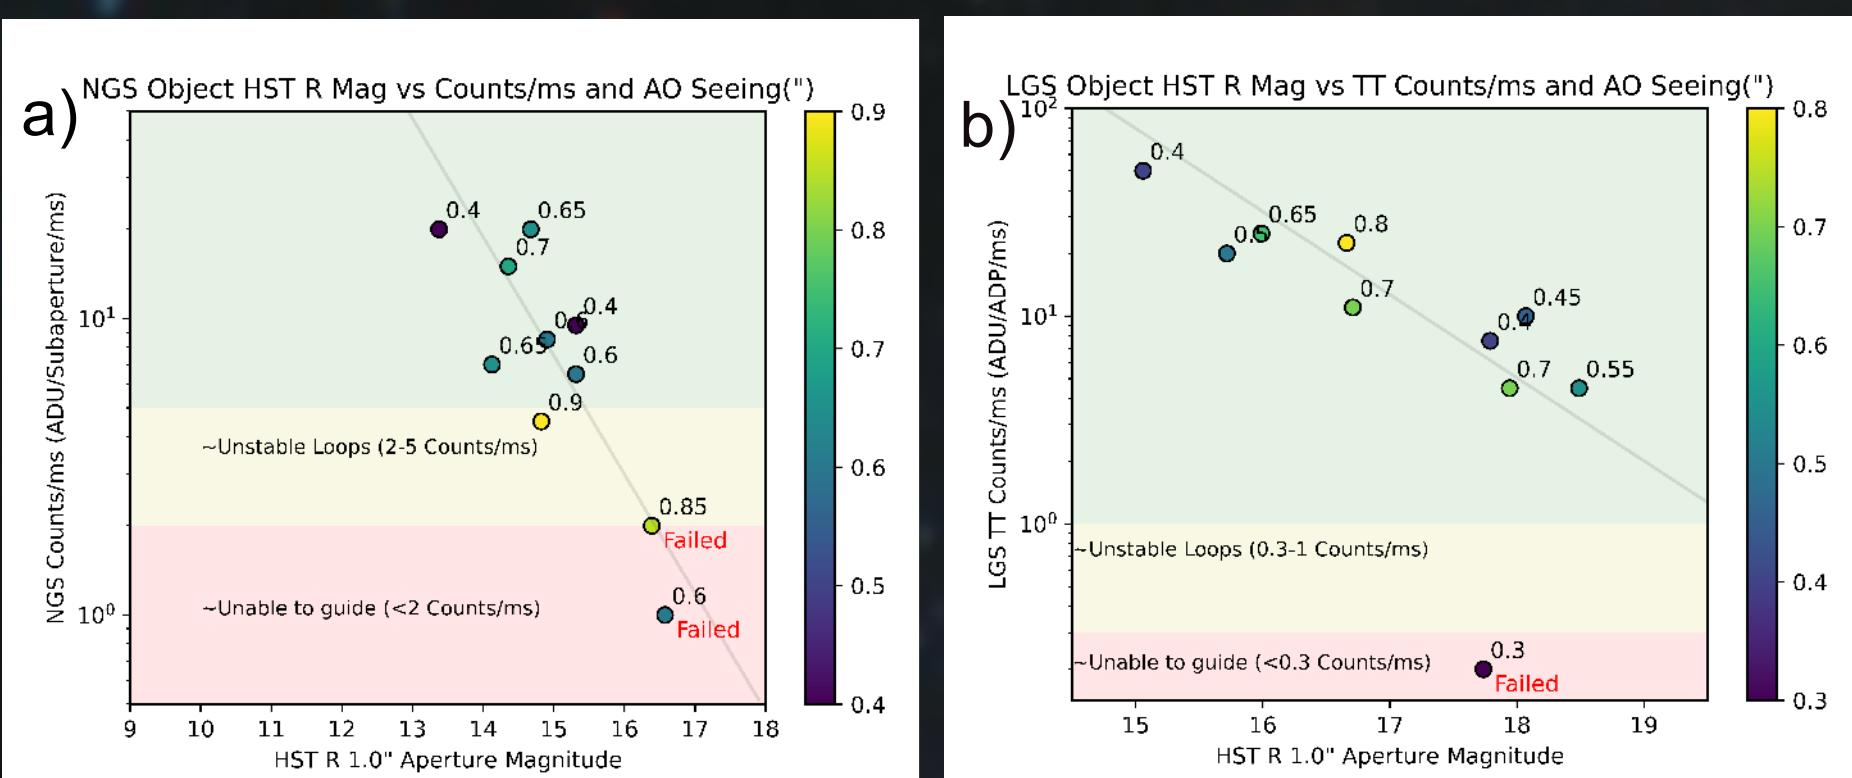 a)
NGS Object HST R Mag vs Counts/ms and AO Seeing(")
NGS Counts/ms (ADU/Subaperture/ms)
10¹
10⁰
0.4
0.65
0.7
0.4
0.65
0.6
0.9
~Unstable Loops (2-5 Counts/ms)
0.85
Failed
~Unable to guide (<2 Counts/ms)
0.6
Failed
9 10 11 12 13 14 15 16 17 18
HST R 1.0" Aperture Magnitude
0.9
0.8
0.7
0.6
0.5
0.4
b)
LGS Object HST R Mag vs TT Counts/ms and AO Seeing(")
LGS TT Counts/ms (ADU/ADP/ms)
10²
10¹
10⁰
0.4
0.65
0.8
0.7
0.45
0.4
0.7
0.55
~Unstable Loops (0.3-1 Counts/ms)
~Unable to guide (<0.3 Counts/ms)
0.3
Failed
15 16 17 18 19
HST R 1.0" Aperture Magnitude
0.8
0.7
0.6
0.5
0.4
0.3